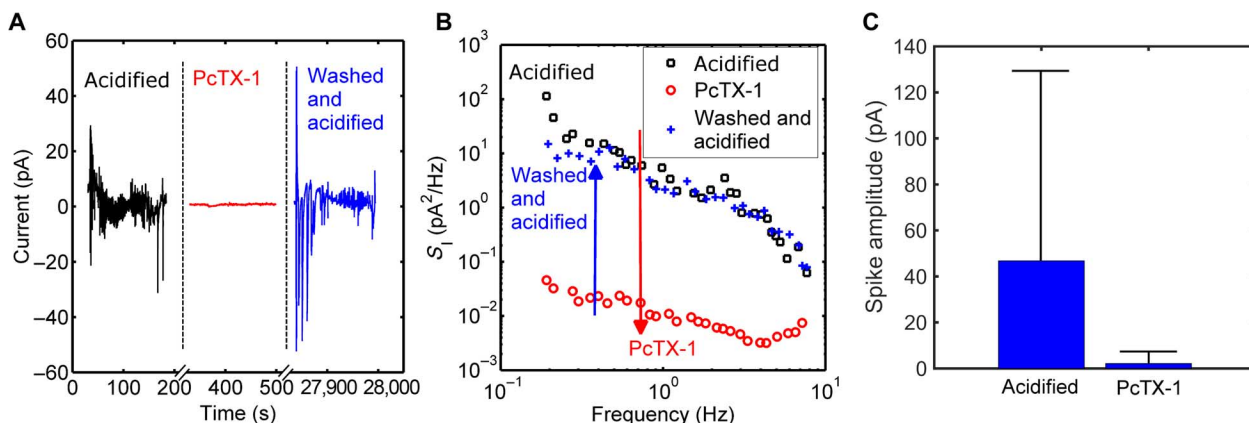 A
Current (pA)
60
40
20
0
−20
−40
−60
Acidified
PcTX-1
Washed
and
acidified
0
100
200
400
500
27,900
28,000
Time (s)
B
S_I (pA²/Hz)
10³
10²
10¹
10⁰
10⁻¹
10⁻²
10⁻³
Acidified
Acidified
PcTX-1
Washed and
acidified
Washed
and
acidified
PcTX-1
10⁻¹
10⁰
10¹
Frequency (Hz)
C
Spike amplitude (pA)
140
120
100
80
60
40
20
0
Acidified
PcTX-1